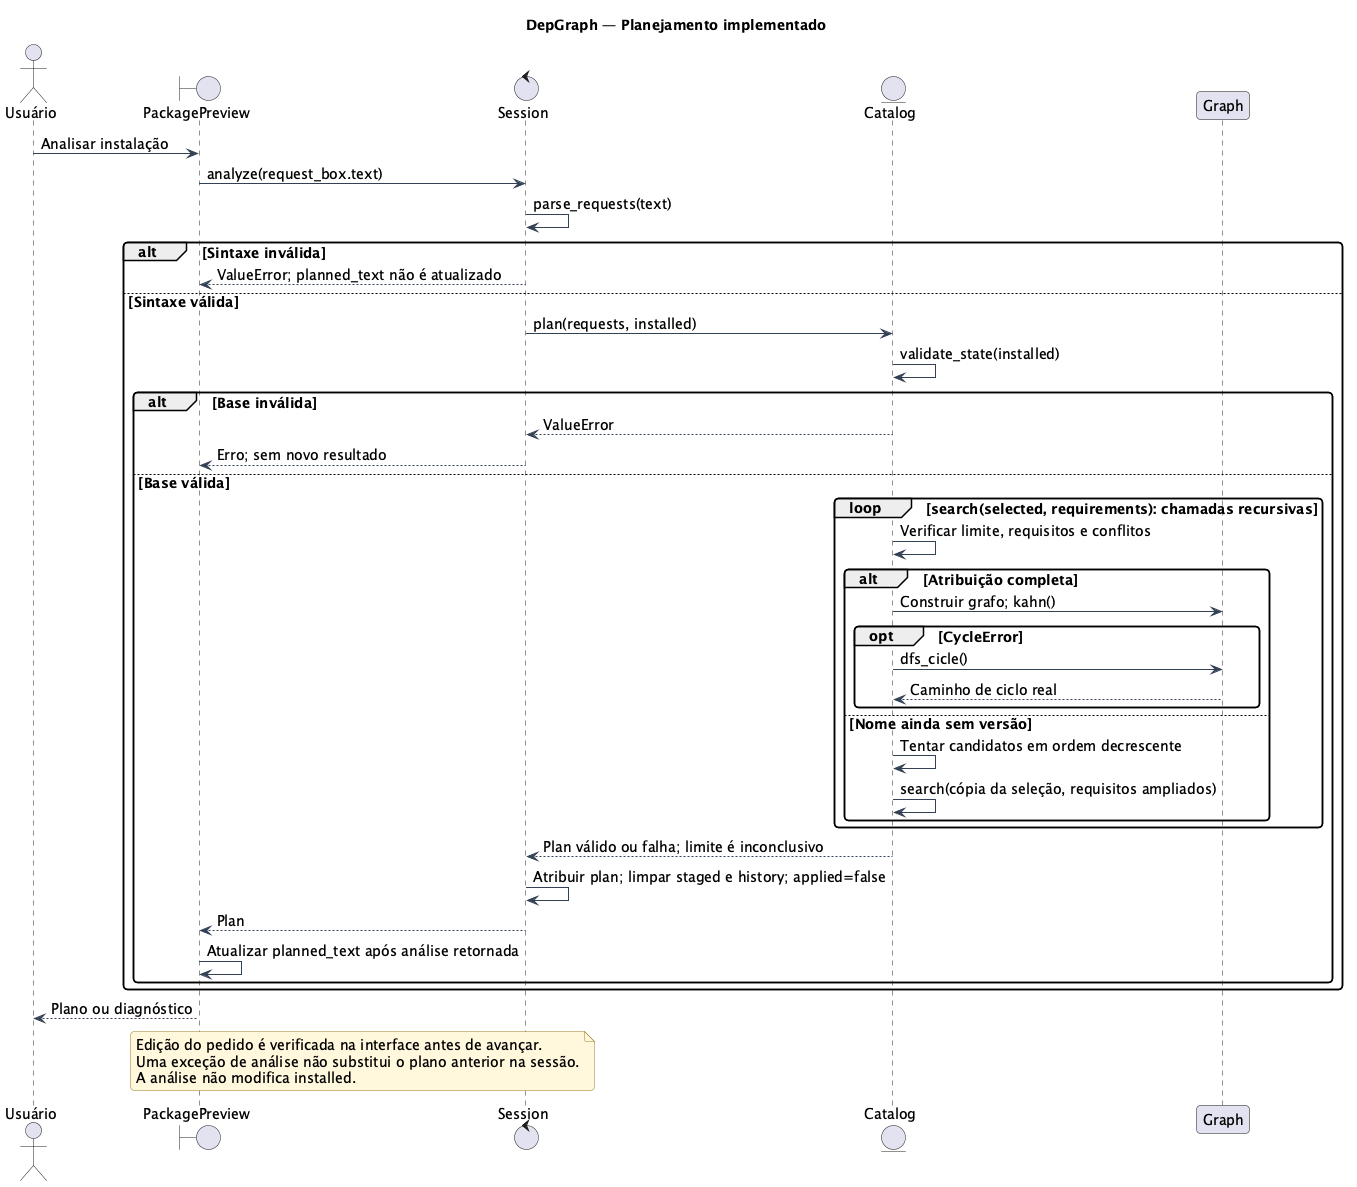 DepGraph — Planejamento implementado
Usuário
PackagePreview
Session
Catalog
Graph
Analisar instalação
analyze(request_box.text)
parse_requests(text)
alt
[Sintaxe inválida]
ValueError; planned_text não é atualizado
[Sintaxe válida]
plan(requests, installed)
validate_state(installed)
alt
[Base inválida]
ValueError
Erro; sem novo resultado
[Base válida]
loop
[search(selected, requirements): chamadas recursivas]
Verificar limite, requisitos e conflitos
alt
[Atribuição completa]
Construir grafo; kahn()
opt
[CycleError]
dfs_cicle()
Caminho de ciclo real
[Nome ainda sem versão]
Tentar candidatos em ordem decrescente
search(cópia da seleção, requisitos ampliados)
Plan válido ou falha; limite é inconclusivo
Atribuir plan; limpar staged e history; applied=false
Plan
Atualizar planned_text após análise retornada
Plano ou diagnóstico
Edição do pedido é verificada na interface antes de avançar.
Uma exceção de análise não substitui o plano anterior na sessão.
A análise não modifica installed.
Usuário
PackagePreview
Session
Catalog
Graph